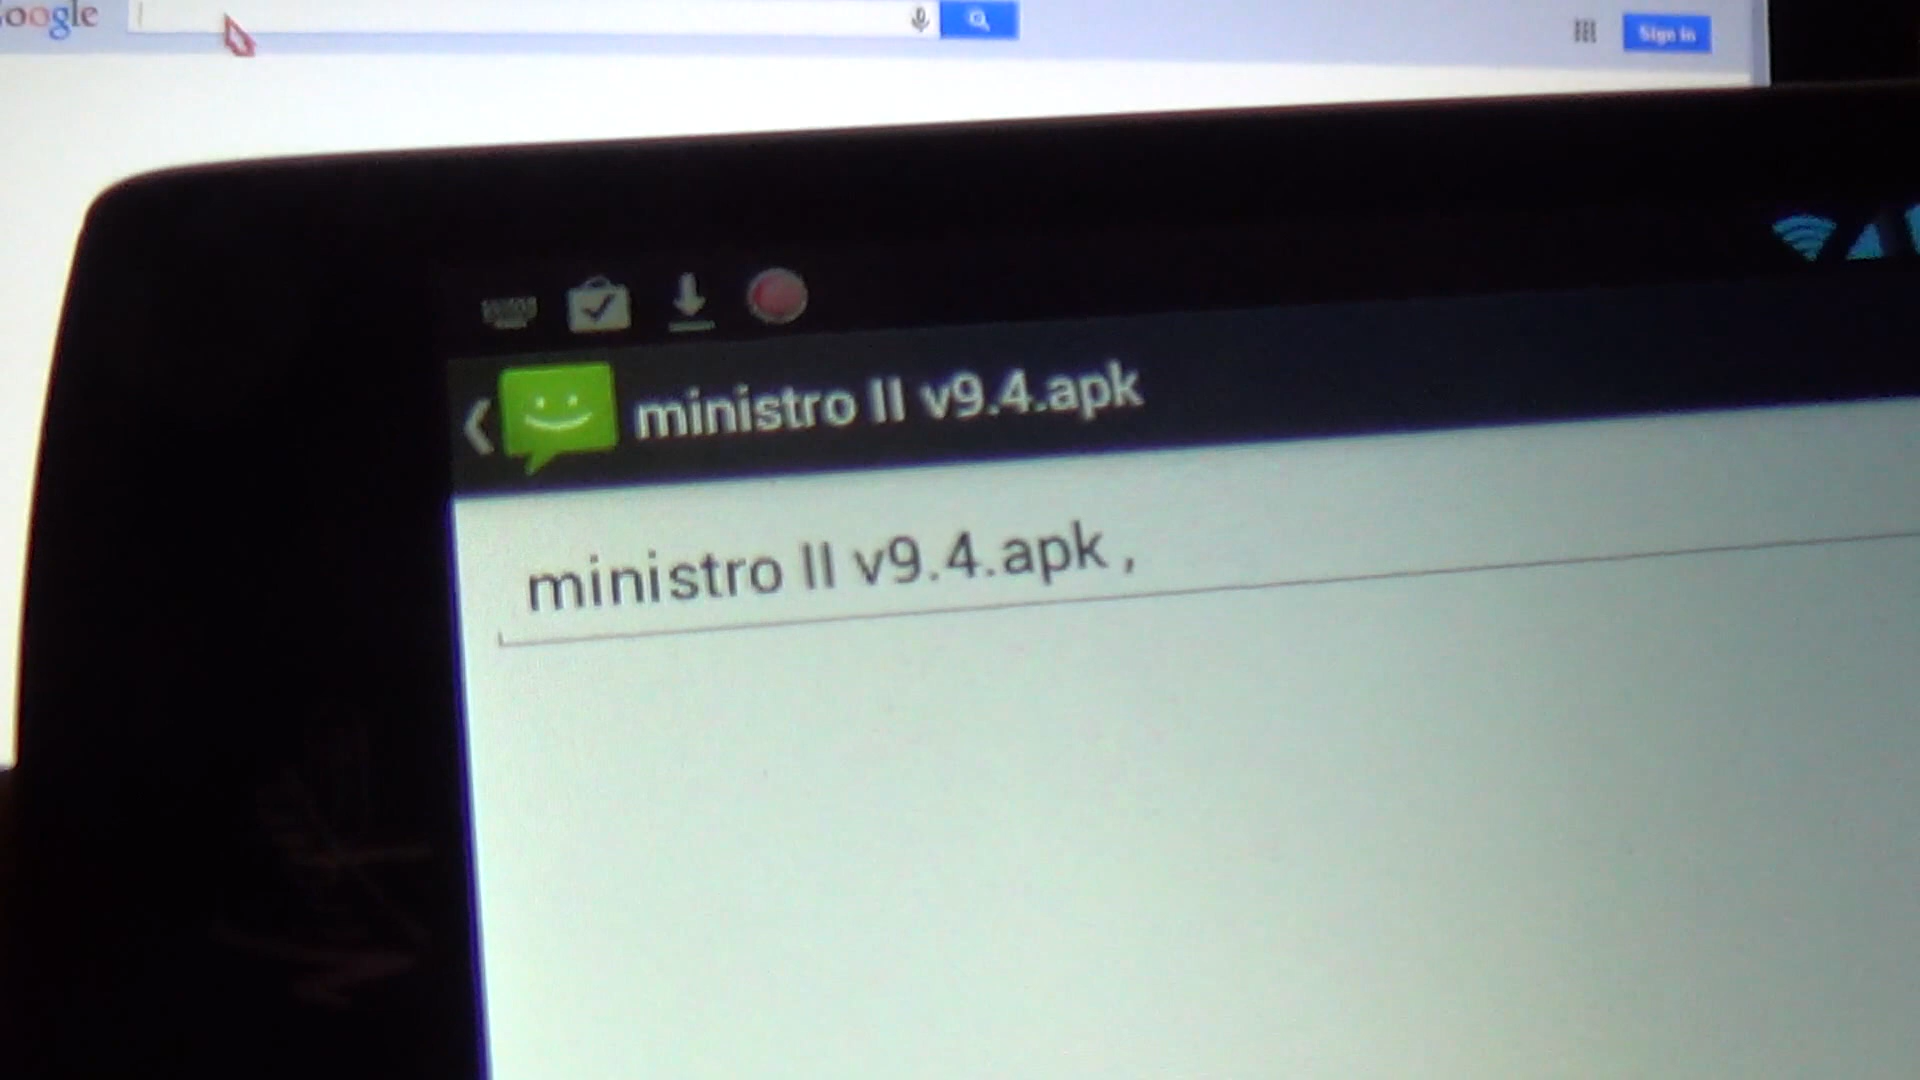 oogle
Sign in
ministro II v9.4.apk
ministro II v9.4.apk ,